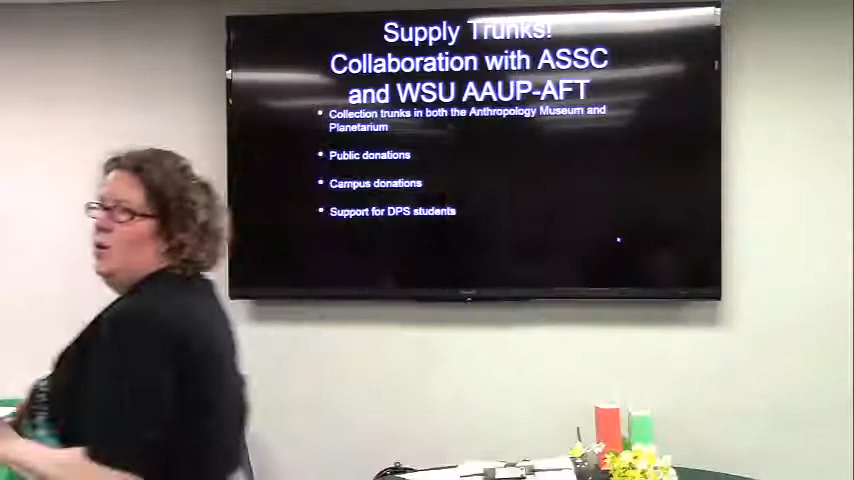 Supply Trunks!
Collaboration with ASSC
and WSU AAUP-AFT
• Collection trunks in both the Anthropology Museum and
Planetarium
• Public donations
• Campus donations
• Support for DPS students